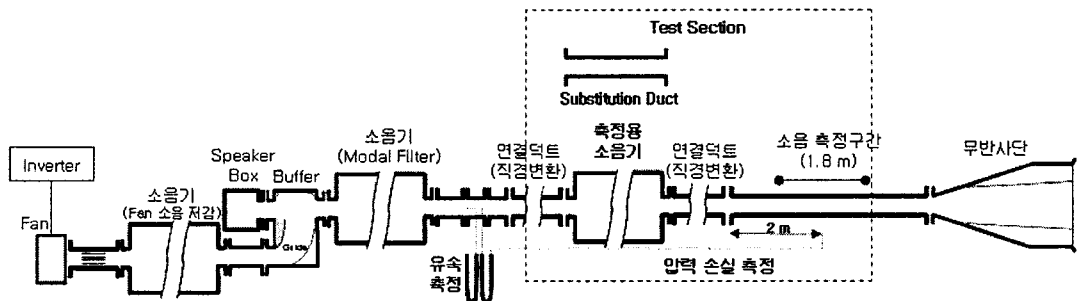 Test Section
Substitution Duct
측정용
소음기
소음기
(Modal Filter)
연결덕트
(직경변환)
연결덕트
(직경변환)
소음 측정구간
(1.8 m)
무반사단
Inverter
Speaker
Box
Buffer
소음기
(Fan 소음 저감)
Fan
Guide
2 m
유속
측정
압력 손실 측정